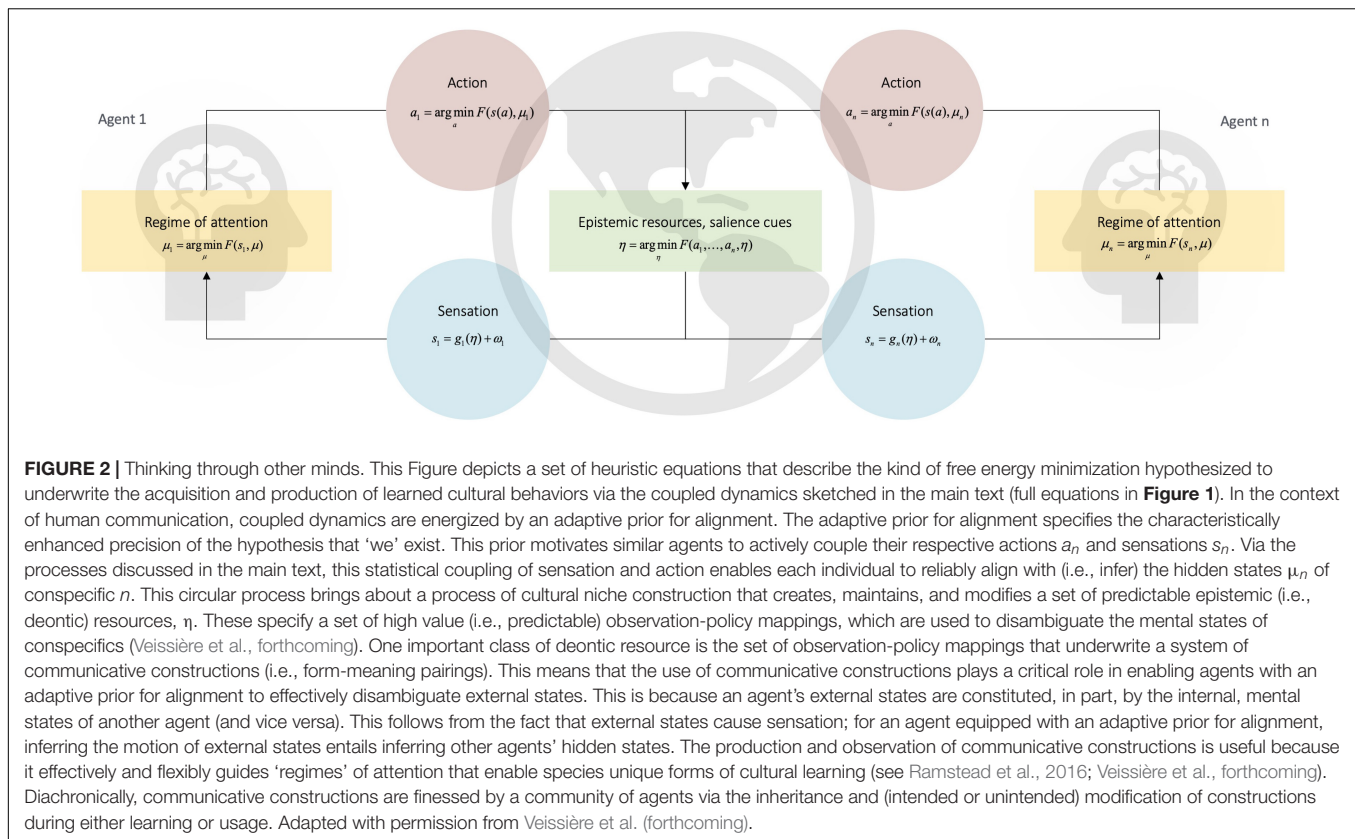 Action
a₁ = arg min F(s(a), μ₁)
a
Action
aₙ = arg min F(s(a), μₙ)
a
Agent 1
Agent n
Regime of attention
μ₁ = arg min F(s₁, μ)
μ
Epistemic resources, salience cues
η = arg min F(a₁,…,aₙ,η)
η
Regime of attention
μₙ = arg min F(sₙ, μ)
μ
Sensation
s₁ = g₁(η) + ω₁
Sensation
sₙ = gₙ(η) + ωₙ
FIGURE 2 | Thinking through other minds. This Figure depicts a set of heuristic equations that describe the kind of free energy minimization hypothesized to
underwrite the acquisition and production of learned cultural behaviors via the coupled dynamics sketched in the main text (full equations in Figure 1). In the context
of human communication, coupled dynamics are energized by an adaptive prior for alignment. The adaptive prior for alignment specifies the characteristically
enhanced precision of the hypothesis that ‘we’ exist. This prior motivates similar agents to actively couple their respective actions aₙ and sensations sₙ. Via the
processes discussed in the main text, this statistical coupling of sensation and action enables each individual to reliably align with (i.e., infer) the hidden states μₙ of
conspecific n. This circular process brings about a process of cultural niche construction that creates, maintains, and modifies a set of predictable epistemic (i.e.,
deontic) resources, η. These specify a set of high value (i.e., predictable) observation-policy mappings, which are used to disambiguate the mental states of
conspecifics (Veissière et al., forthcoming). One important class of deontic resource is the set of observation-policy mappings that underwrite a system of
communicative constructions (i.e., form-meaning pairings). This means that the use of communicative constructions plays a critical role in enabling agents with an
adaptive prior for alignment to effectively disambiguate external states. This is because an agent’s external states are constituted, in part, by the internal, mental
states of another agent (and vice versa). This follows from the fact that external states cause sensation; for an agent equipped with an adaptive prior for alignment,
inferring the motion of external states entails inferring other agents’ hidden states. The production and observation of communicative constructions is useful because
it effectively and flexibly guides ‘regimes’ of attention that enable species unique forms of cultural learning (see Ramstead et al., 2016; Veissière et al., forthcoming).
Diachronically, communicative constructions are finessed by a community of agents via the inheritance and (intended or unintended) modification of constructions
during either learning or usage. Adapted with permission from Veissière et al. (forthcoming).